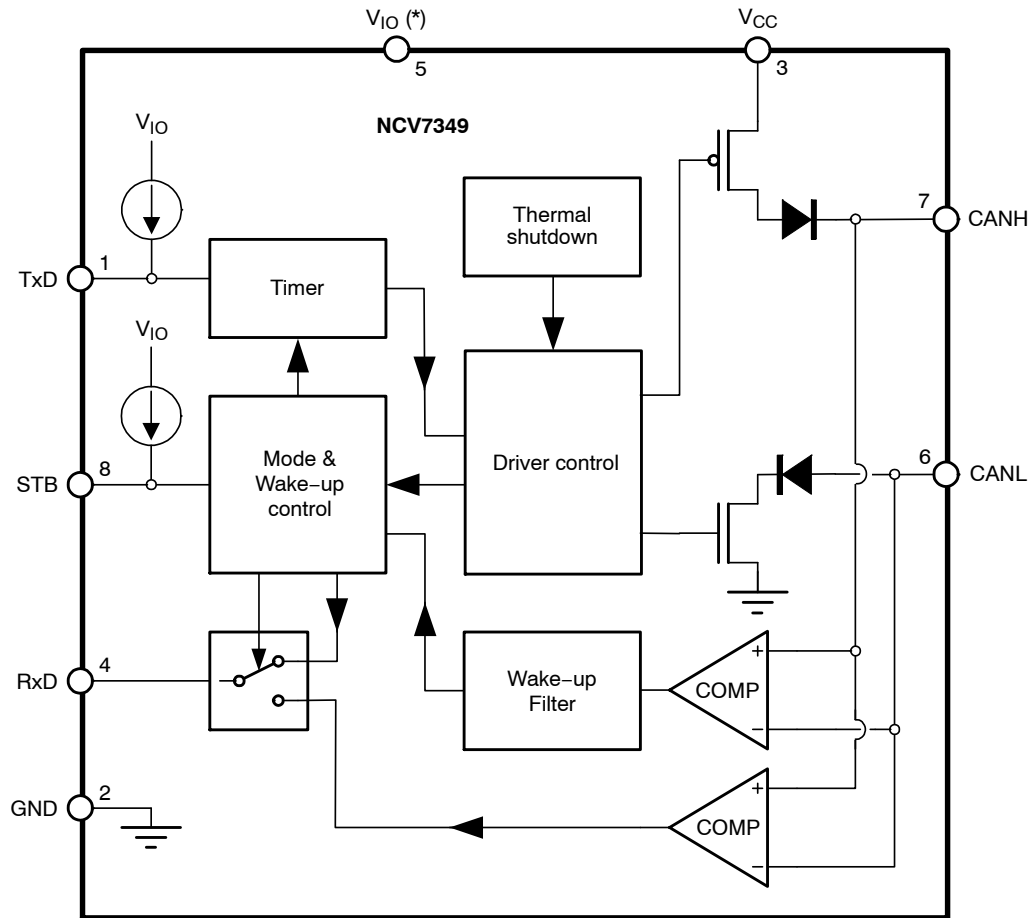 V_IO (*)
5
V_CC
3
NCV7349
V_IO
Thermal
shutdown
7
CANH
TxD
1
Timer
V_IO
STB
8
Mode &
Wake−up
control
Driver control
6
CANL
RxD
4
Wake−up
Filter
+
COMP
−
GND
2
+
COMP
−